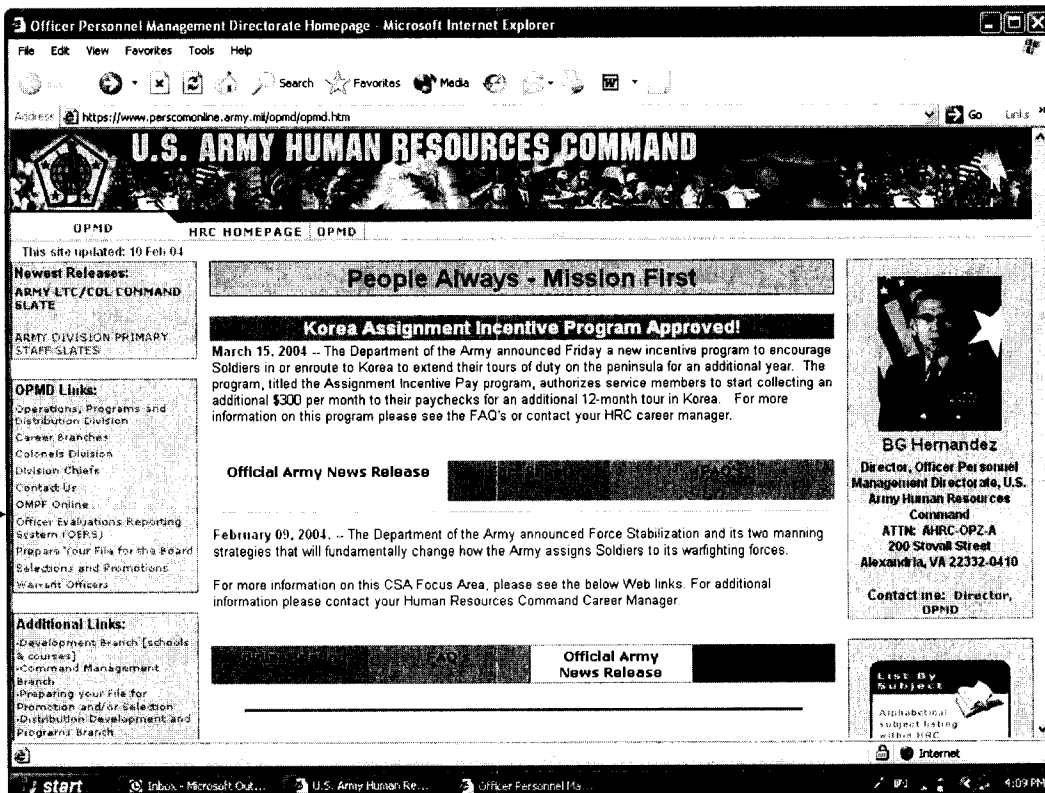 Officer Personnel Management Directorate Homepage - Microsoft Internet Explorer
File Edit View Favorites Tools Help
Search Favorites Media
Address https://www.perscomonline.army.mil/opmd/opmd.htm Go Links
U.S. ARMY HUMAN RESOURCES COMMAND
OPMD HRC HOMEPAGE OPMD
This site updated: 10 Feb 04
Newest Releases:
ARMY LTC/COL COMMAND
SLATE
ARMY DIVISION PRIMARY
STAFF SLATES
OPMD Links:
Operations, Programs and
Distribution Division
Career Branches
Colonels Division
Division Chiefs
Contact Us
OMPF Online
Officer Evaluations Reporting
System (OERS)
Prepare Your File for the Board
Selections and Promotions
Warrant Officers
Additional Links:
-Development Branch [schools
& courses]
-Command Management
Branch
-Preparing your File for
Promotion and/or Selection
-Distribution Development and
Programs Branch
People Always - Mission First
Korea Assignment Incentive Program Approved!
March 15, 2004 -- The Department of the Army announced Friday a new incentive program to encourage
Soldiers in or enroute to Korea to extend their tours of duty on the peninsula for an additional year. The
program, titled the Assignment Incentive Pay program, authorizes service members to start collecting an
additional $300 per month to their paychecks for an additional 12-month tour in Korea. For more
information on this program please see the FAQ's or contact your HRC career manager.
Official Army News Release FAQ's
February 09, 2004. -- The Department of the Army announced Force Stabilization and its two manning
strategies that will fundamentally change how the Army assigns Soldiers to its warfighting forces.
For more information on this CSA Focus Area, please see the below Web links. For additional
information please contact your Human Resources Command Career Manager.
FAQ's Official Army
News Release
BG Hernandez
Director, Officer Personnel
Management Directorate, U.S.
Army Human Resources
Command
ATTN: AHRC-OPZ-A
200 Stovall Street
Alexandria, VA 22332-0410
Contact me: Director,
OPMD
List By
Subject
Alphabetical
subject listing
within HRC
Internet
start Inbox - Microsoft Out... U.S. Army Human Re... Officer Personnel Ma... 4:09 PM